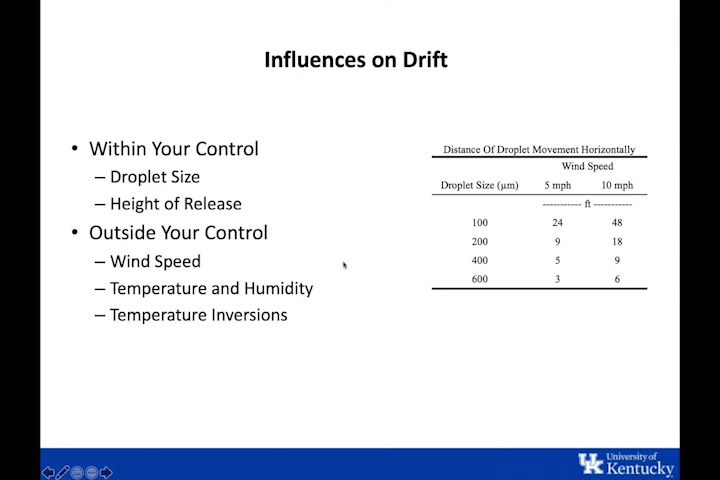 Influences on Drift
• Within Your Control
– Droplet Size
– Height of Release
• Outside Your Control
– Wind Speed
– Temperature and Humidity
– Temperature Inversions
Distance Of Droplet Movement Horizontally
Wind Speed
Droplet Size (µm) 5 mph 10 mph
----------- ft -----------
100 24 48
200 9 18
400 5 9
600 3 6
UK University of
Kentucky